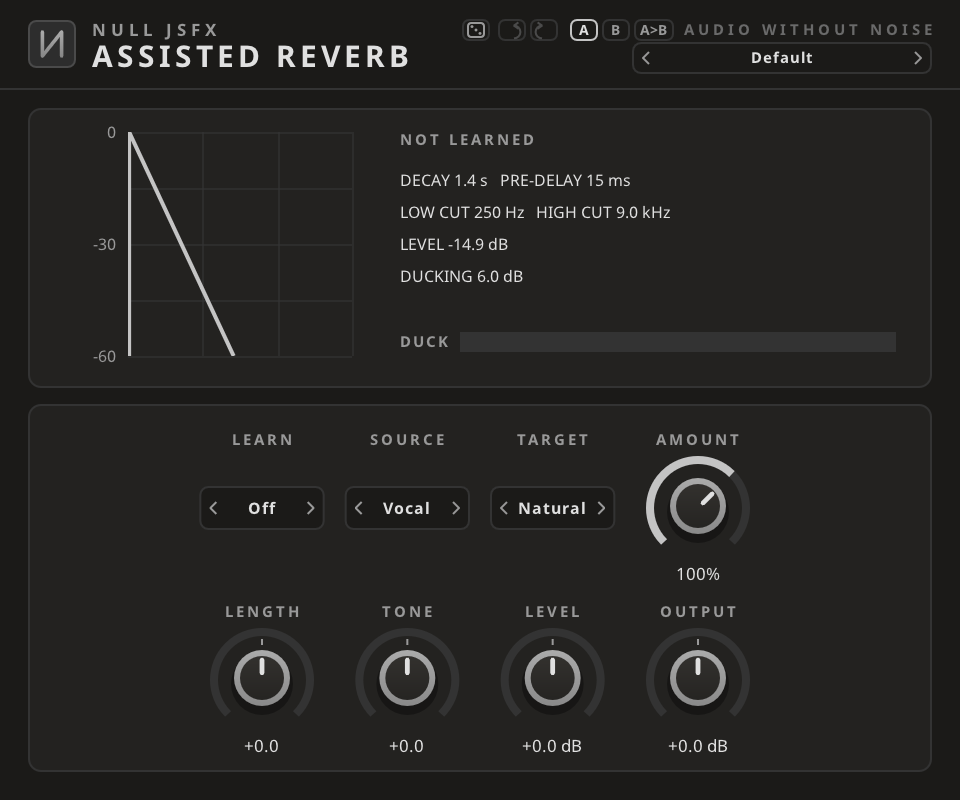 NULL JSFX
ASSISTED REVERB
A B A>B AUDIO WITHOUT NOISE
Default
0
-30
-60
NOT LEARNED
DECAY 1.4 s PRE-DELAY 15 ms
LOW CUT 250 Hz HIGH CUT 9.0 kHz
LEVEL -14.9 dB
DUCKING 6.0 dB
DUCK
LEARN SOURCE TARGET AMOUNT
Off Vocal Natural
100%
LENGTH TONE LEVEL OUTPUT
+0.0 +0.0 +0.0 dB +0.0 dB